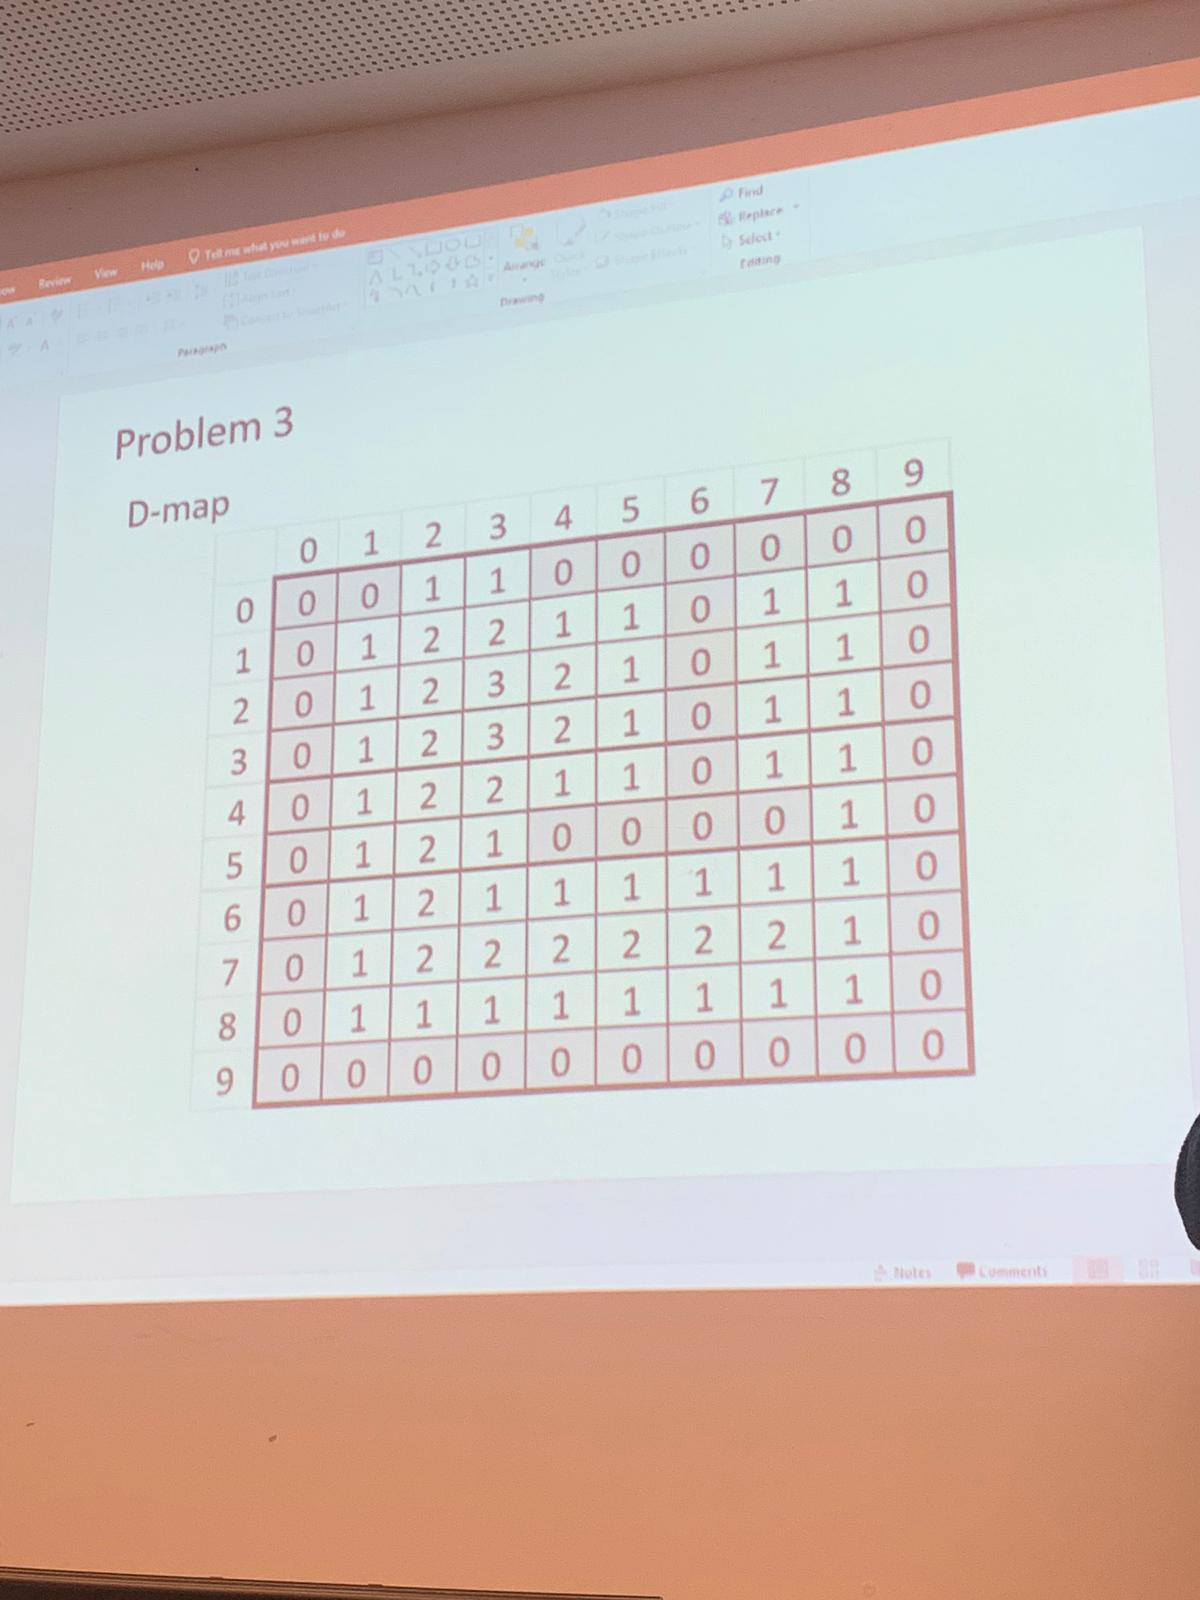 Review View Help Tell me what you want to do
Find
Replace
Select
Editing
Arrange
Shape Effects
Drawing
Paragraph
Problem 3
D-map
0 1 2 3 4 5 6 7 8 9
0 0 0 1 1 0 0 0 0 0 0
1 0 1 2 2 1 1 0 1 1 0
2 0 1 2 3 2 1 0 1 1 0
3 0 1 2 3 2 1 0 1 1 0
4 0 1 2 2 1 1 0 1 1 0
5 0 1 2 1 0 0 0 0 1 0
6 0 1 2 1 1 1 1 1 1 0
7 0 1 2 2 2 2 2 2 1 0
8 0 1 1 1 1 1 1 1 1 0
9 0 0 0 0 0 0 0 0 0 0
Notes Comments